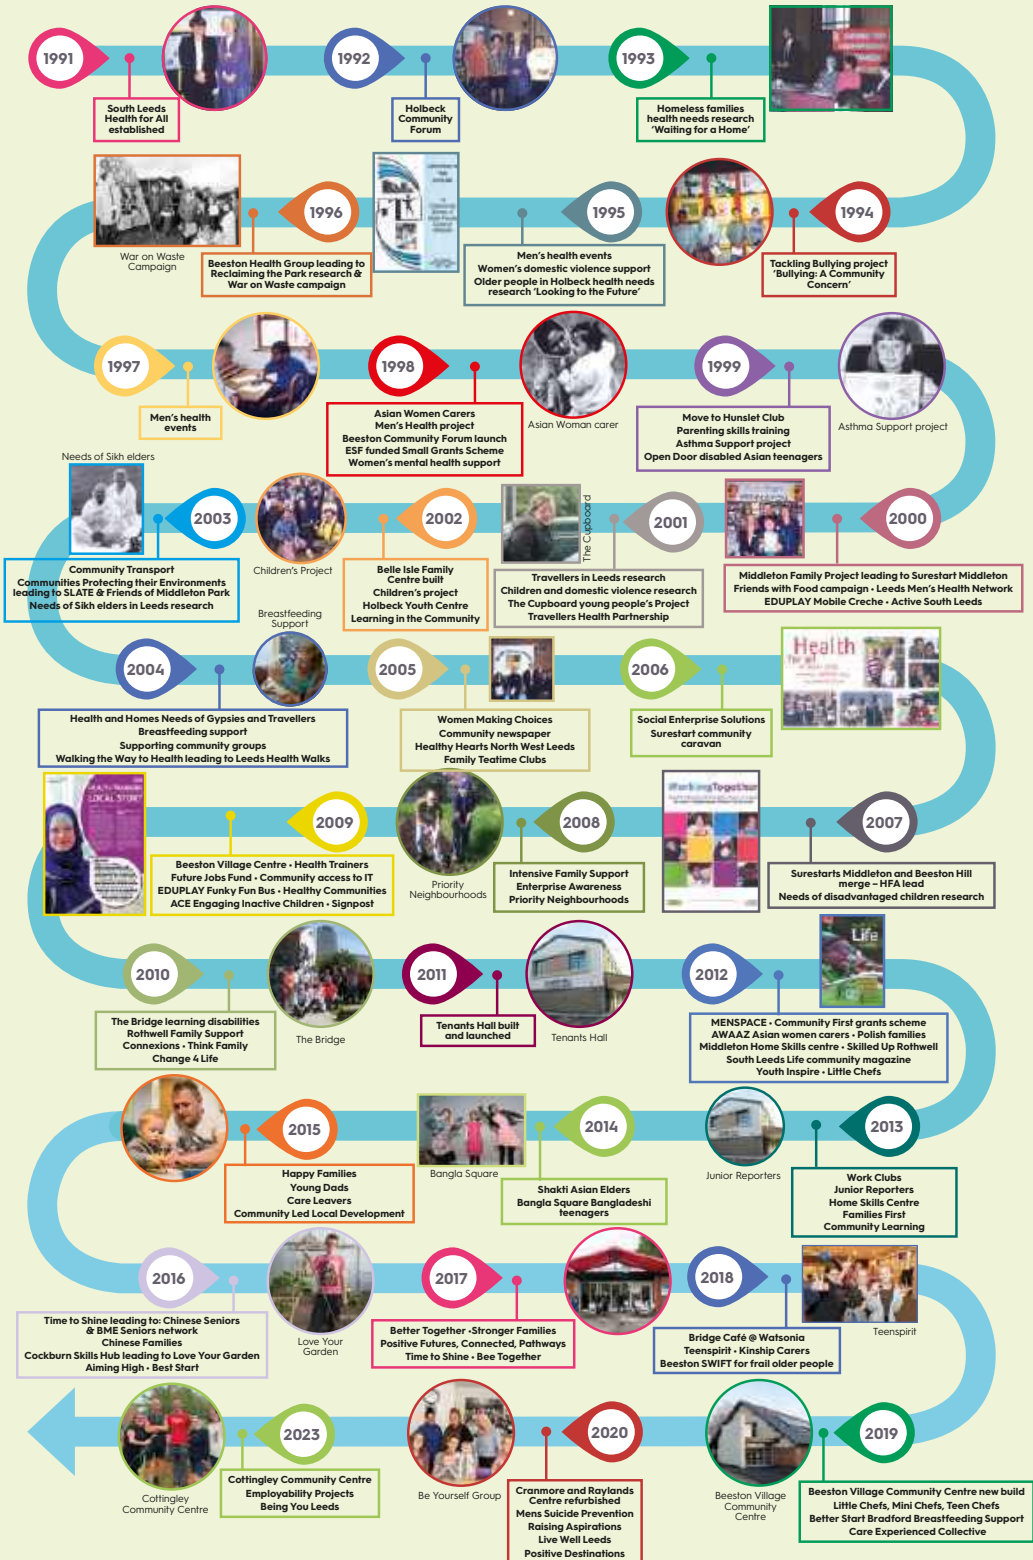 1991
South Leeds
Health for All
established
1992
Holbeck
Community
Forum
1993
Homeless families
health needs research
‘Waiting for a Home’
1994
Tackling Bullying project
‘Bullying: A Community
Concern’
1995
Men’s health events
Women’s domestic violence support
Older people in Holbeck health needs
research ‘Looking to the Future’
1996
Beeston Health Group leading to
Reclaiming the Park research &
War on Waste campaign
War on Waste
Campaign
1997
Men’s health
events
1998
Asian Women Carers
Men’s Health project
Beeston Community Forum launch
ESF funded Small Grants Scheme
Women’s mental health support
Asian Woman carer
1999
Move to Hunslet Club
Parenting skills training
Asthma Support project
Open Door disabled Asian teenagers
Asthma Support project
2000
Middleton Family Project leading to Surestart Middleton
Friends with Food campaign • Leeds Men’s Health Network
EDUPLAY Mobile Creche • Active South Leeds
2001
The Cupboard
Travellers in Leeds research
Children and domestic violence research
The Cupboard young people’s Project
Travellers Health Partnership
2002
Belle Isle Family
Centre built
Children’s project
Holbeck Youth Centre
Learning in the Community
Children’s Project
2003
Needs of Sikh elders
Community Transport
Communities Protecting their Environments
leading to SLATE & Friends of Middleton Park
Needs of Sikh elders in Leeds research
2004
Health and Homes Needs of Gypsies and Travellers
Breastfeeding support
Supporting community groups
Walking the Way to Health leading to Leeds Health Walks
Breastfeeding
Support
2005
Women Making Choices
Community newspaper
Healthy Hearts North West Leeds
Family Teatime Clubs
2006
Social Enterprise Solutions
Surestart community
caravan
Health
for all
2007
Surestarts Middleton and Beeston Hill
merge – HFA lead
Needs of disadvantaged children research
WorkingTogether
2008
Intensive Family Support
Enterprise Awareness
Priority Neighbourhoods
Priority
Neighbourhoods
2009
Beeston Village Centre • Health Trainers
Future Jobs Fund • Community access to IT
EDUPLAY Funky Fun Bus • Healthy Communities
ACE Engaging Inactive Children • Signpost
LOCAL STORY
2010
The Bridge learning disabilities
Rothwell Family Support
Connexions • Think Family
Change 4 Life
The Bridge
2011
Tenants Hall built
and launched
Tenants Hall
2012
Life
MENSPACE • Community First grants scheme
AWAAZ Asian women carers • Polish families
Middleton Home Skills centre • Skilled Up Rothwell
South Leeds Life community magazine
Youth Inspire • Little Chefs
2013
Work Clubs
Junior Reporters
Home Skills Centre
Families First
Community Learning
Junior Reporters
2014
Shakti Asian Elders
Bangla Square Bangladeshi
teenagers
Bangla Square
2015
Happy Families
Young Dads
Care Leavers
Community Led Local Development
2016
Time to Shine leading to: Chinese Seniors
& BME Seniors network
Chinese Families
Cockburn Skills Hub leading to Love Your Garden
Aiming High • Best Start
Love Your
Garden
2017
Better Together •Stronger Families
Positive Futures, Connected, Pathways
Time to Shine • Bee Together
2018
Bridge Café @ Watsonia
Teenspirit • Kinship Carers
Beeston SWIFT for frail older people
Teenspirit
2019
Beeston Village Community Centre new build
Little Chefs, Mini Chefs, Teen Chefs
Better Start Bradford Breastfeeding Support
Care Experienced Collective
Beeston Village
Community
Centre
2020
Cranmore and Raylands
Centre refurbished
Mens Suicide Prevention
Raising Aspirations
Live Well Leeds
Positive Destinations
Be Yourself Group
2023
Cottingley Community Centre
Employability Projects
Being You Leeds
Cottingley
Community Centre